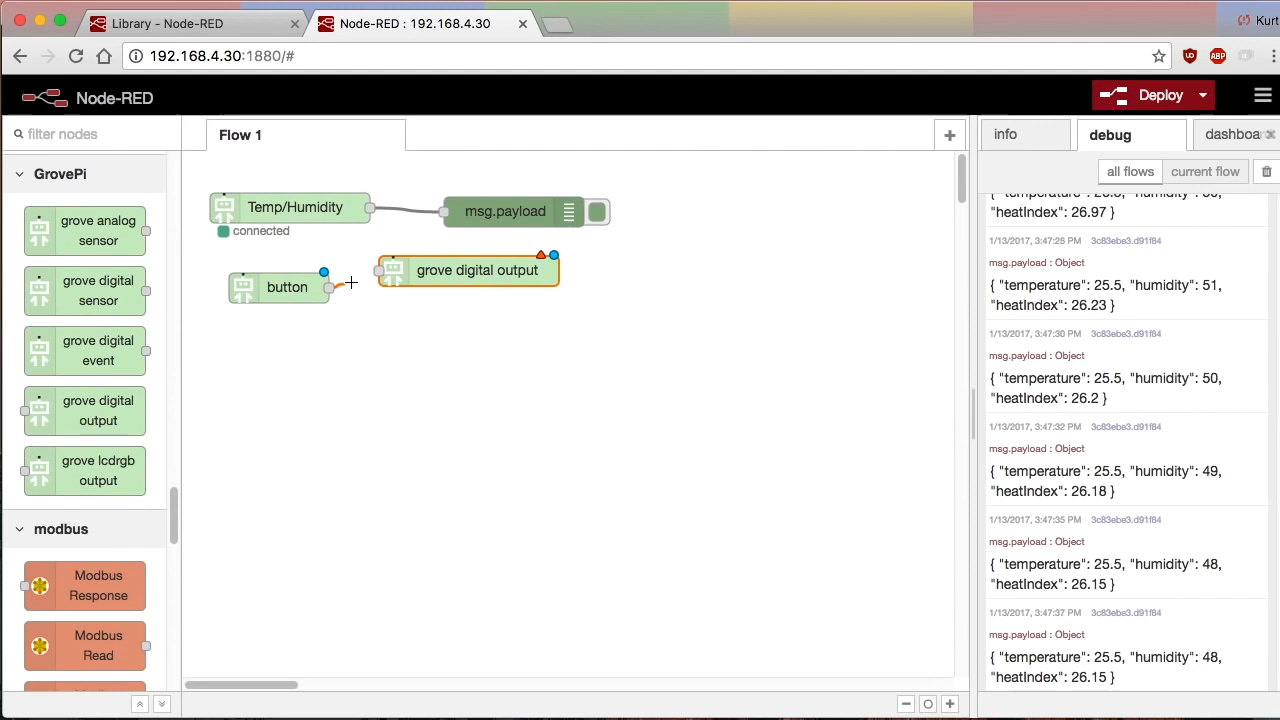 Library - Node-RED
Node-RED : 192.168.4.30
Kurt
192.168.4.30:1880/#
ABP
Node-RED
Deploy
filter nodes
Flow 1
info
debug
dashboa
GrovePi
all flows
current flow
grove analog
sensor
grove digital
sensor
grove digital
event
grove digital
output
grove lcdrgb
output
modbus
Modbus
Response
Modbus
Read
Temp/Humidity
connected
msg.payload
button
grove digital output
"heatIndex": 26.97 }
1/13/2017, 3:47:28 PM 3c83ebe3.d91f84
msg.payload : Object
{ "temperature": 25.5, "humidity": 51,
"heatIndex": 26.23 }
1/13/2017, 3:47:30 PM 3c83ebe3.d91f84
msg.payload : Object
{ "temperature": 25.5, "humidity": 50,
"heatIndex": 26.2 }
1/13/2017, 3:47:32 PM 3c83ebe3.d91f84
msg.payload : Object
{ "temperature": 25.5, "humidity": 49,
"heatIndex": 26.18 }
1/13/2017, 3:47:35 PM 3c83ebe3.d91f84
msg.payload : Object
{ "temperature": 25.5, "humidity": 48,
"heatIndex": 26.15 }
1/13/2017, 3:47:37 PM 3c83ebe3.d91f84
msg.payload : Object
{ "temperature": 25.5, "humidity": 48,
"heatIndex": 26.15 }